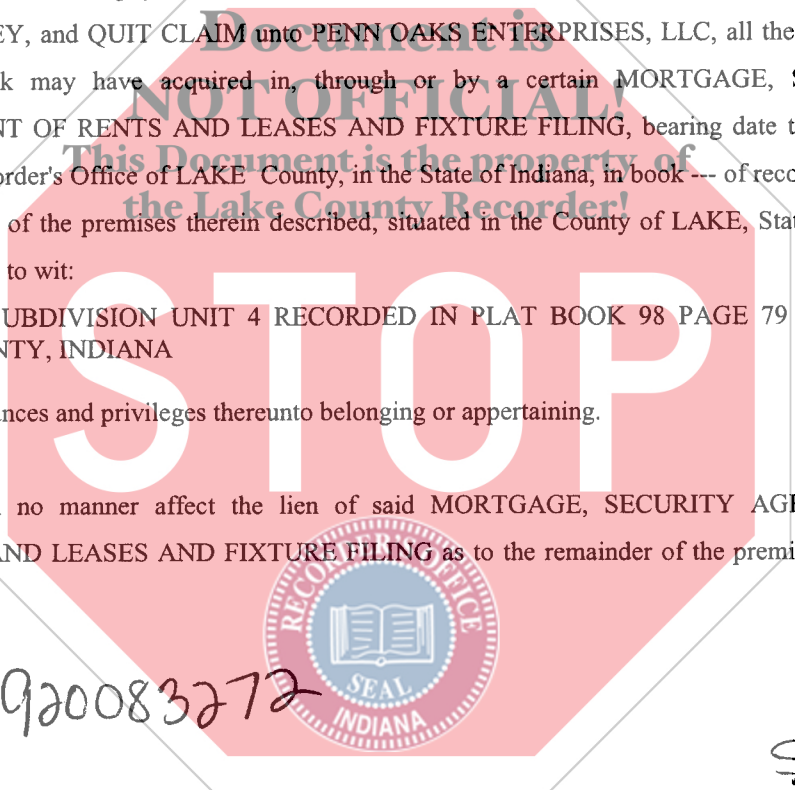 Document is
EY, and QUIT CLAIM unto PENN OAKS ENTERPRISES, LLC, all the
k may have acquired in, through or by a certain MORTGAGE, S
NOT OFFICIAL!
NT OF RENTS AND LEASES AND FIXTURE FILING, bearing date t
This Document is the property of
order's Office of LAKE County, in the State of Indiana, in book --- of reco
the Lake County Recorder!
of the premises therein described, situated in the County of LAKE, Stat
to wit:
UBDIVISION UNIT 4 RECORDED IN PLAT BOOK 98 PAGE 79
NTY, INDIANA
STOP
nces and privileges thereunto belonging or appertaining.
no manner affect the lien of said MORTGAGE, SECURITY AGE
AND LEASES AND FIXTURE FILING as to the remainder of the premi
RECORDER'S OFFICE
SEAL
INDIANA
920083272